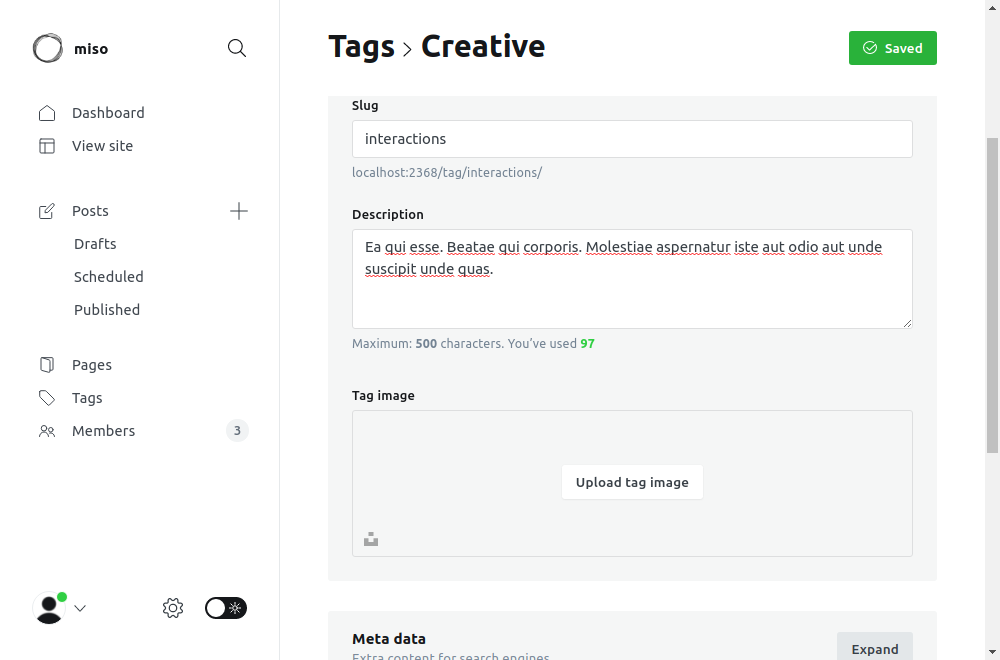 miso
Dashboard
View site
Posts
Drafts
Scheduled
Published
Pages
Tags
Members
3
Tags > Creative
Saved
Slug
interactions
localhost:2368/tag/interactions/
Description
Ea qui esse. Beatae qui corporis. Molestiae aspernatur iste aut odio aut unde
suscipit unde quas.
Maximum: 500 characters. You’ve used 97
Tag image
Upload tag image
Meta data
Extra content for search engines
Expand